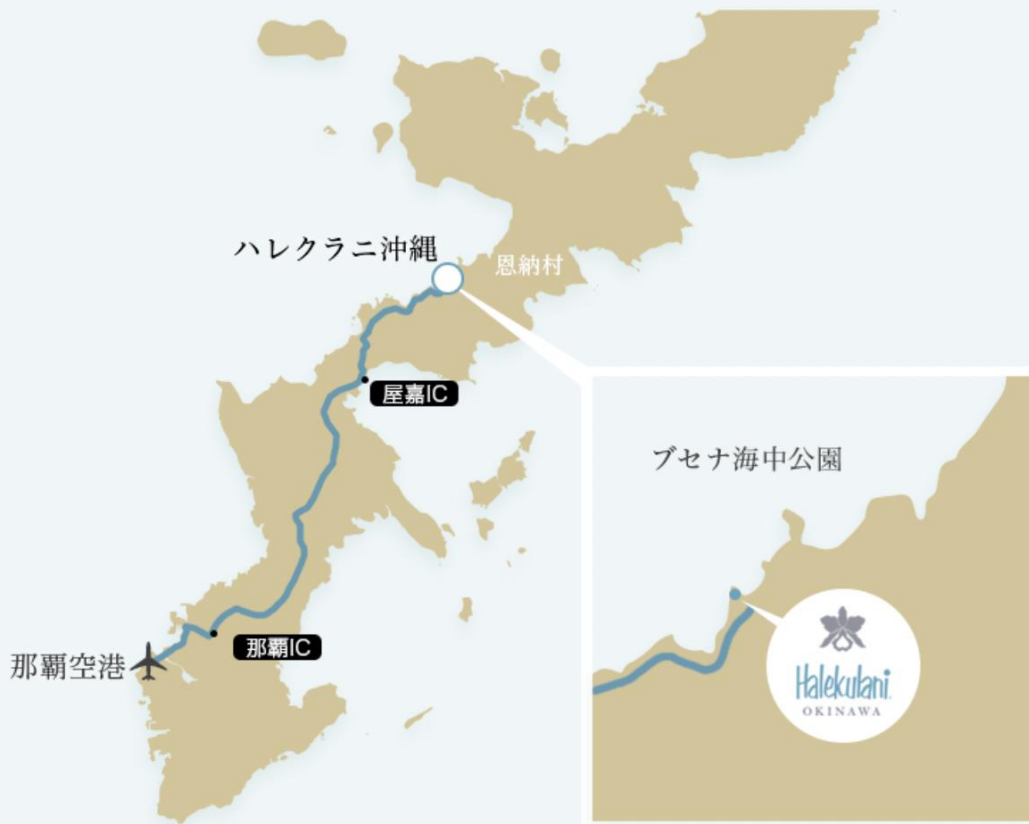 ハレクラニ沖縄
恩納村
屋嘉IC
那覇IC
那覇空港
ブセナ海中公園
Halekulani
OKINAWA